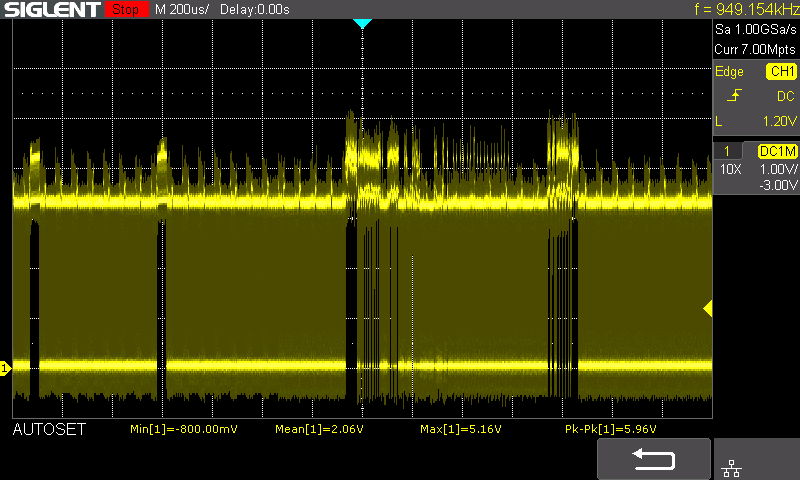 SIGLENT Stop M 200us/ Delay:0.00s f = 949.154kHz
Sa 1.00GSa/s
Curr 7.00Mpts
Edge CH1
DC
L 1.20V
1 DC1M
10X 1.00V/
-3.00V
1
AUTOSET Min[1]=-800.00mV Mean[1]=2.06V Max[1]=5.16V Pk-Pk[1]=5.96V